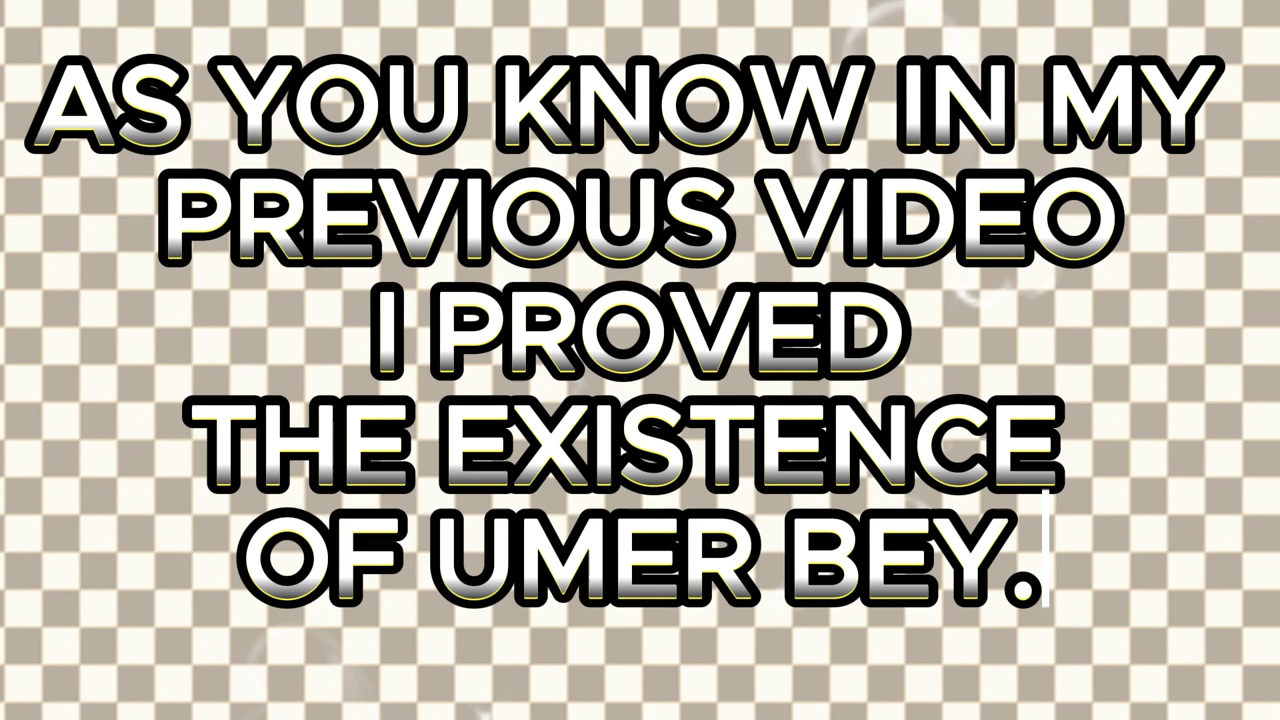 AS YOU KNOW IN MY
PREVIOUS VIDEO
I PROVED
THE EXISTENCE
OF UMER BEY.